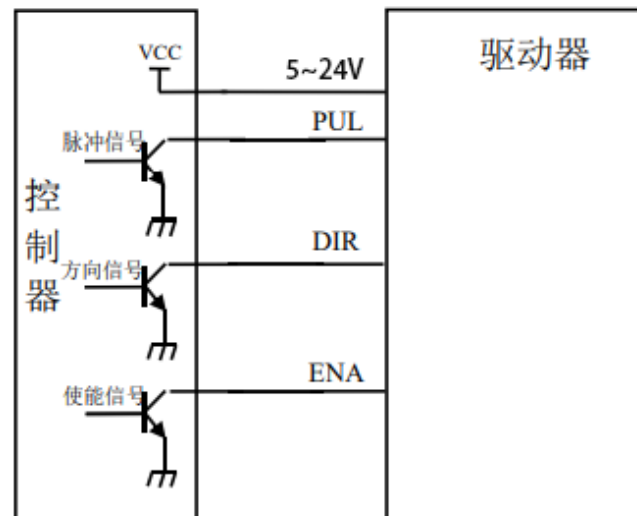 VCC
5~24V
驱动器
PUL
脉冲信号
控制器
DIR
方向信号
ENA
使能信号